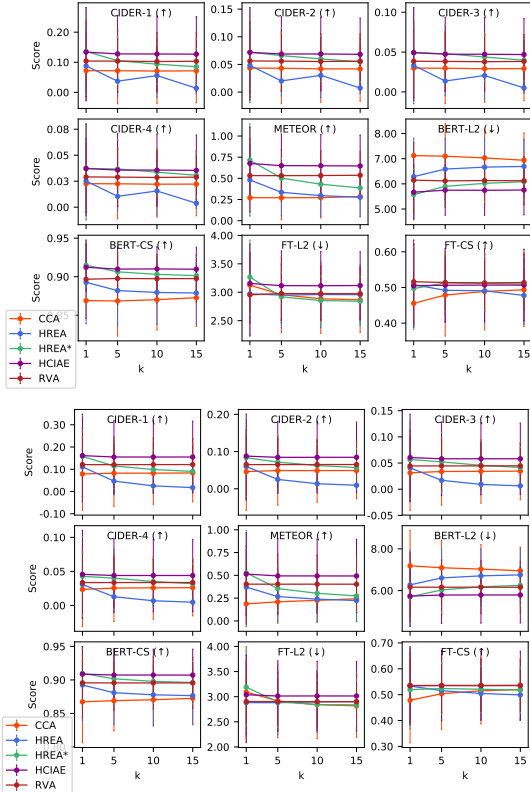 CIDER-1 (↑)
CIDER-2 (↑)
CIDER-3 (↑)
Score
0.20
0.10
0.00
0.15
0.10
0.05
0.00
0.10
0.05
0.00
CIDER-4 (↑)
METEOR (↑)
BERT-L2 (↓)
Score
0.08
0.05
0.03
0.00
1.00
0.75
0.50
0.25
0.00
8.00
7.00
6.00
5.00
BERT-CS (↑)
FT-L2 (↓)
FT-CS (↑)
0.95
0.90
4.00
3.50
3.00
2.50
0.60
0.50
0.40
CCA
HREA
HREA*
HCIAE
RVA
1 5 10 15
1 5 10 15
1 5 10 15
k
k
k
CIDER-1 (↑)
CIDER-2 (↑)
CIDER-3 (↑)
Score
0.30
0.20
0.10
0.00
-0.10
0.20
0.10
0.00
0.15
0.10
0.05
0.00
-0.05
CIDER-4 (↑)
METEOR (↑)
BERT-L2 (↓)
Score
0.10
0.05
0.00
1.00
0.75
0.50
0.25
0.00
8.00
6.00
BERT-CS (↑)
FT-L2 (↓)
FT-CS (↑)
0.95
0.90
0.85
4.00
3.50
3.00
2.50
2.00
0.70
0.60
0.50
0.40
0.30
CCA
HREA
HREA*
HCIAE
RVA
1 5 10 15
1 5 10 15
1 5 10 15
k
k
k